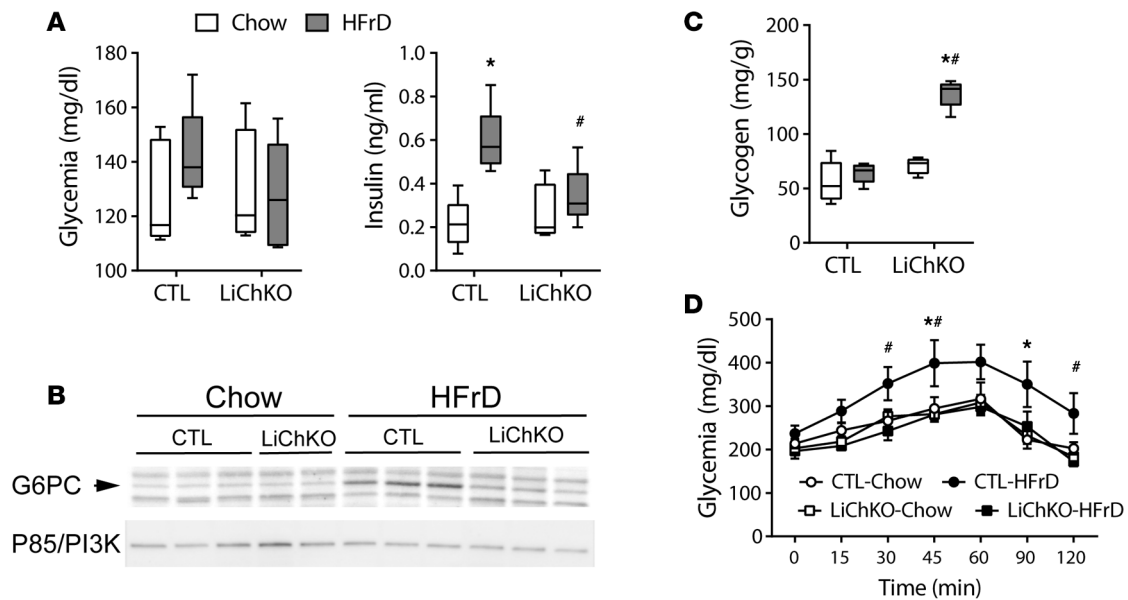 A
Chow HFrD
Glycemia (mg/dl)
180
160
140
120
100
CTL LiChKO
Insulin (ng/ml)
1.0
0.8
0.6
0.4
0.2
0.0
*
#
CTL LiChKO
C
Glycogen (mg/g)
200
150
100
50
0
*#
CTL LiChKO
B
Chow HFrD
CTL LiChKO CTL LiChKO
G6PC
P85/PI3K
D
Glycemia (mg/dl)
500
400
300
200
100
0
# *# * #
CTL-Chow CTL-HFrD
LiChKO-Chow LiChKO-HFrD
0 15 30 45 60 90 120
Time (min)